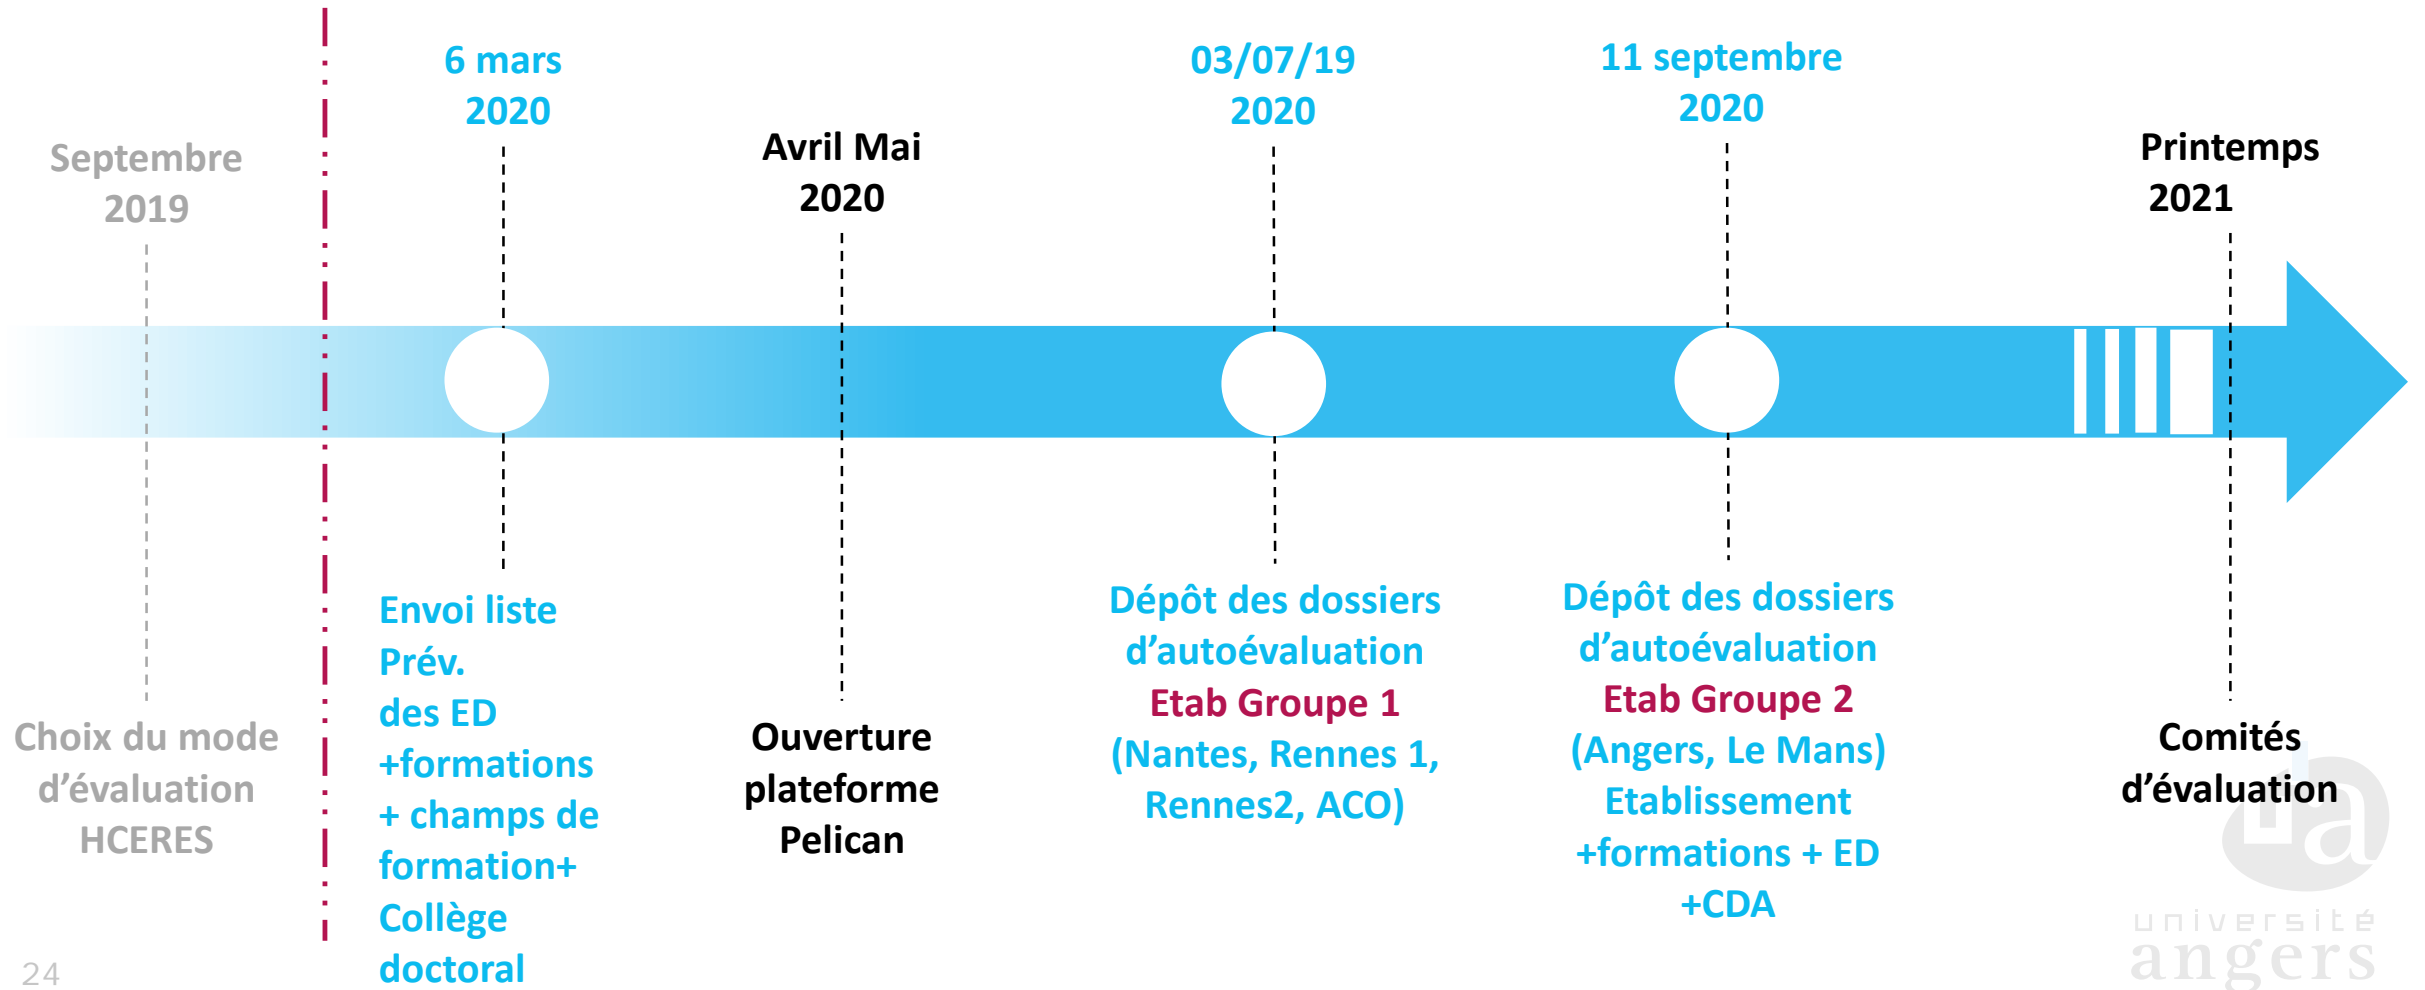 Septembre
2019
Choix du mode
d'évaluation
HCERES
6 mars
2020
Envoi liste
Prév.
des ED
+formations
+ champs de
formation+
Collège
doctoral
Avril Mai
2020
Ouverture
plateforme
Pelican
03/07/19
2020
Dépôt des dossiers
d'autoévaluation
Etab Groupe 1
(Nantes, Rennes 1,
Rennes2, ACO)
11 septembre
2020
Dépôt des dossiers
d'autoévaluation
Etab Groupe 2
(Angers, Le Mans)
Etablissement
+formations + ED
+CDA
Printemps
2021
Comités
d'évaluation
ua
université
angers
24